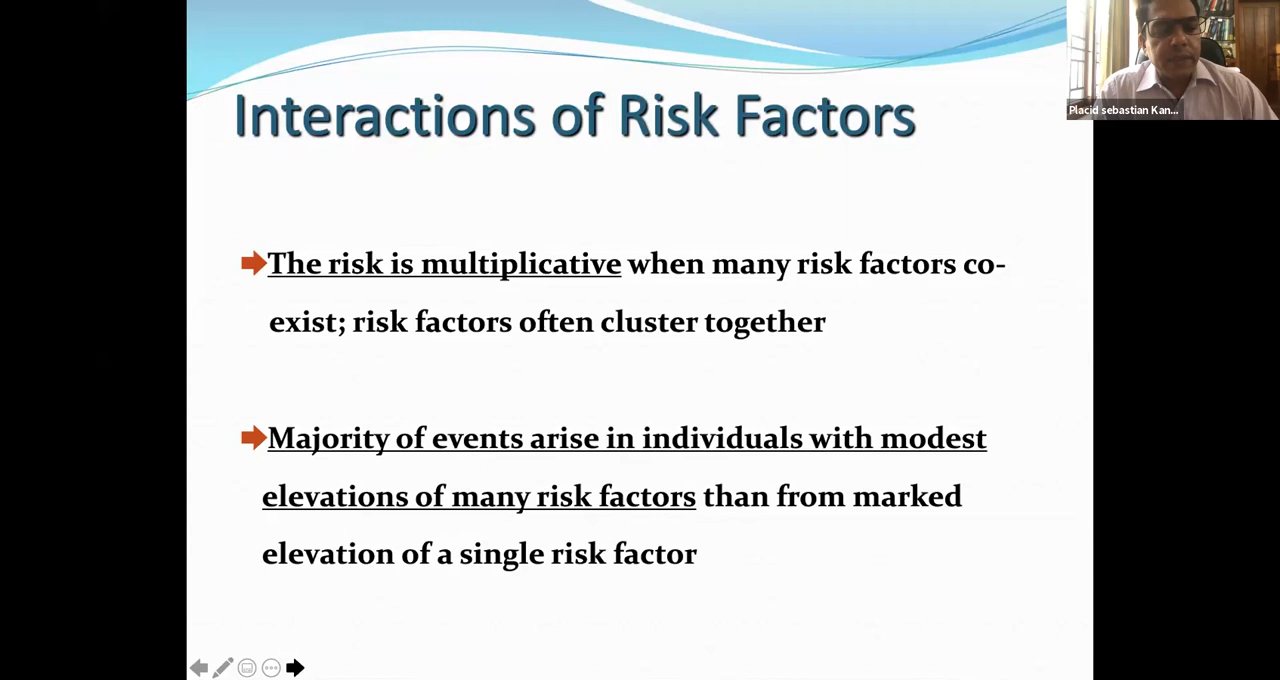 Interactions of Risk Factors
Placid sebastian Kan...
The risk is multiplicative when many risk factors co-
exist; risk factors often cluster together
Majority of events arise in individuals with modest
elevations of many risk factors than from marked
elevation of a single risk factor